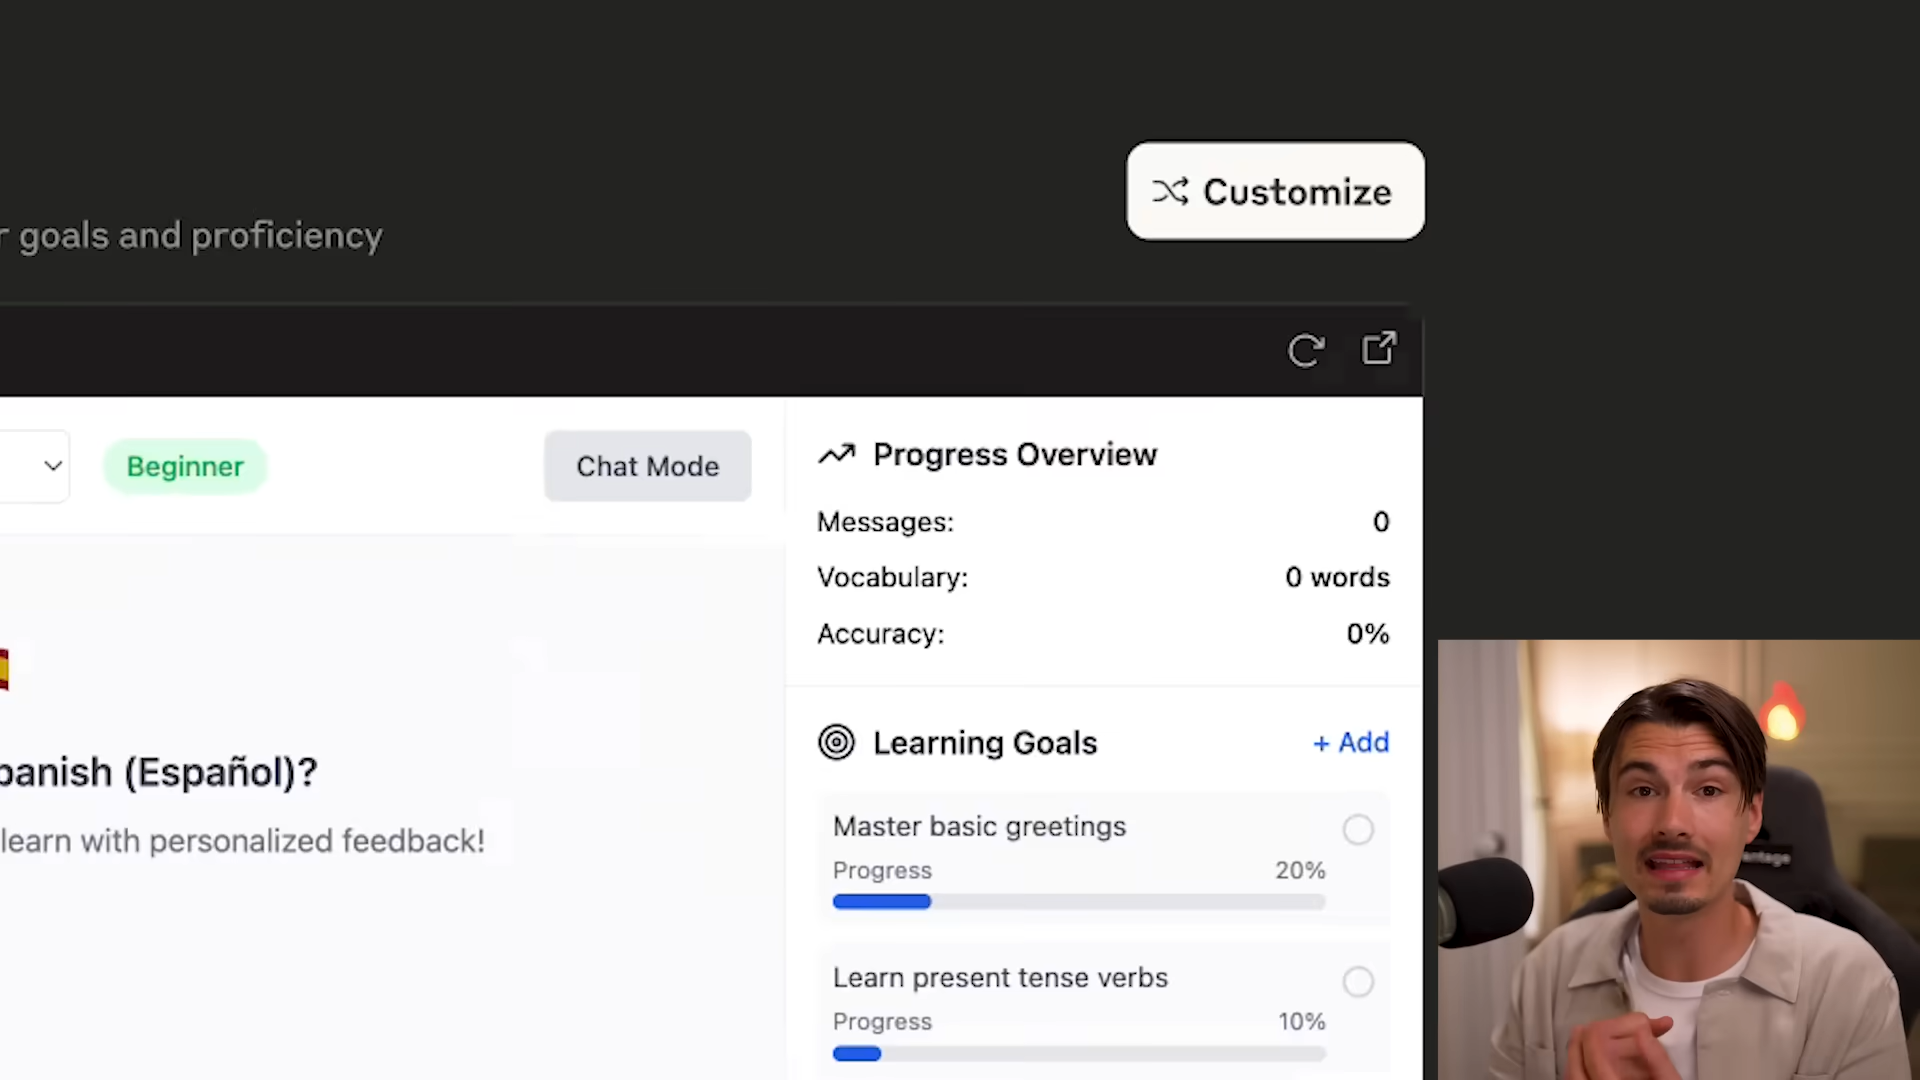 Customize
r goals and proficiency
Beginner
Chat Mode
Progress Overview
Messages:
0
Vocabulary:
0 words
Accuracy:
0%
panish (Español)?
learn with personalized feedback!
Learning Goals
+ Add
Master basic greetings
Progress
20%
Learn present tense verbs
Progress
10%